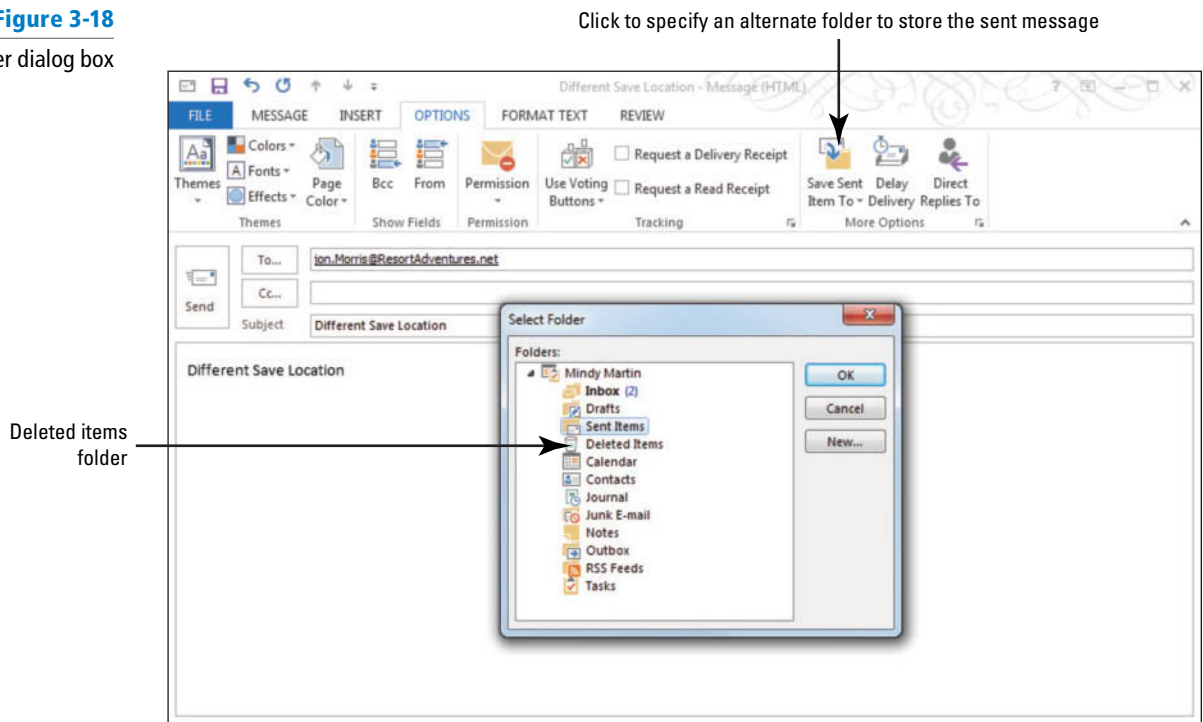 Figure 3-18
er dialog box
Click to specify an alternate folder to store the sent message
Different Save Location - Message (HTML)
FILE MESSAGE INSERT OPTIONS FORMAT TEXT REVIEW
Themes
Colors
Fonts
Effects
Page Color
Bcc
From
Permission
Use Voting Buttons
Request a Delivery Receipt
Request a Read Receipt
Save Sent Item To
Delay Delivery
Direct Replies To
Themes Show Fields Permission Tracking More Options
Send
To... jon.Morris@ResortAdventures.net
Cc...
Subject Different Save Location
Different Save Location
Select Folder
Folders:
Mindy Martin
Inbox (2)
Drafts
Sent Items
Deleted Items
Calendar
Contacts
Journal
Junk E-mail
Notes
Outbox
RSS Feeds
Tasks
OK
Cancel
New...
Deleted items
folder